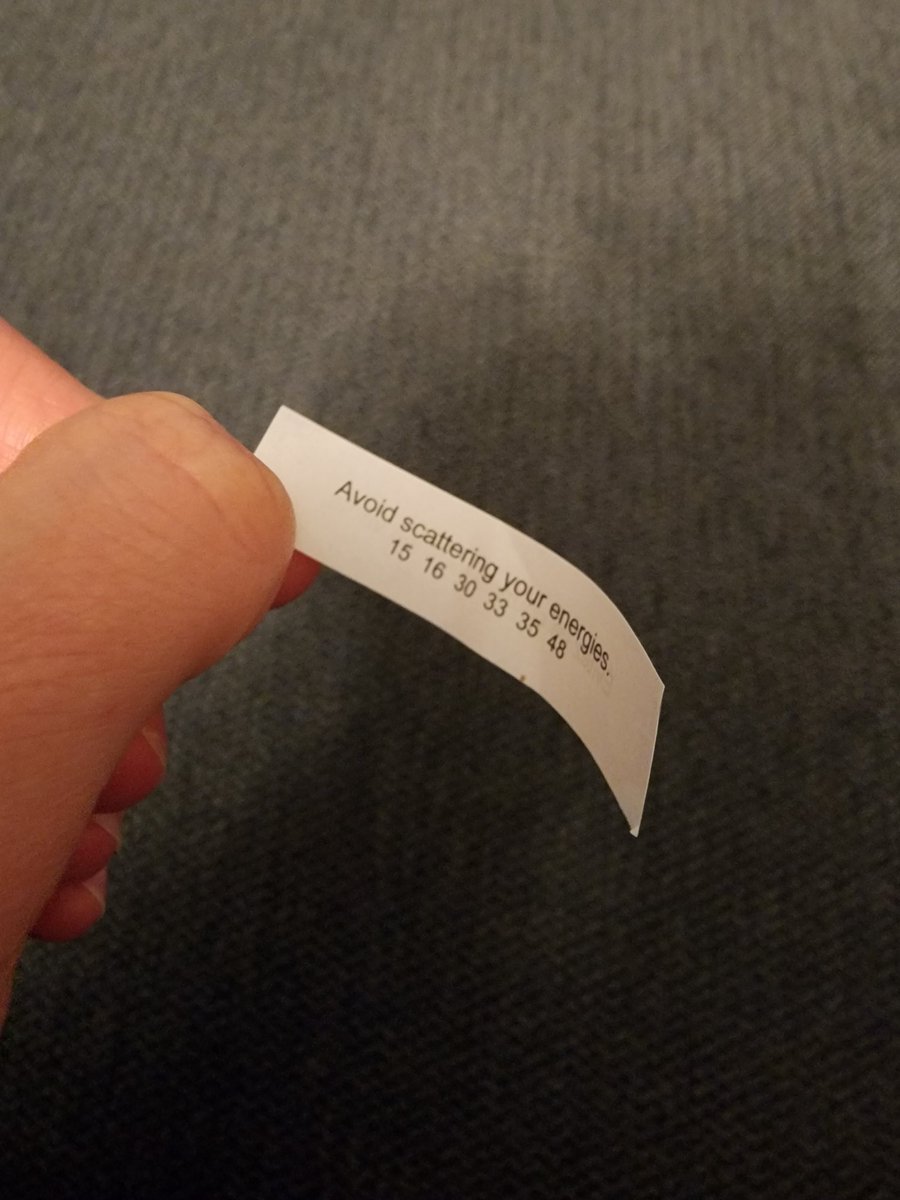 Avoid scattering your energies.
15 16 30 33 35 48